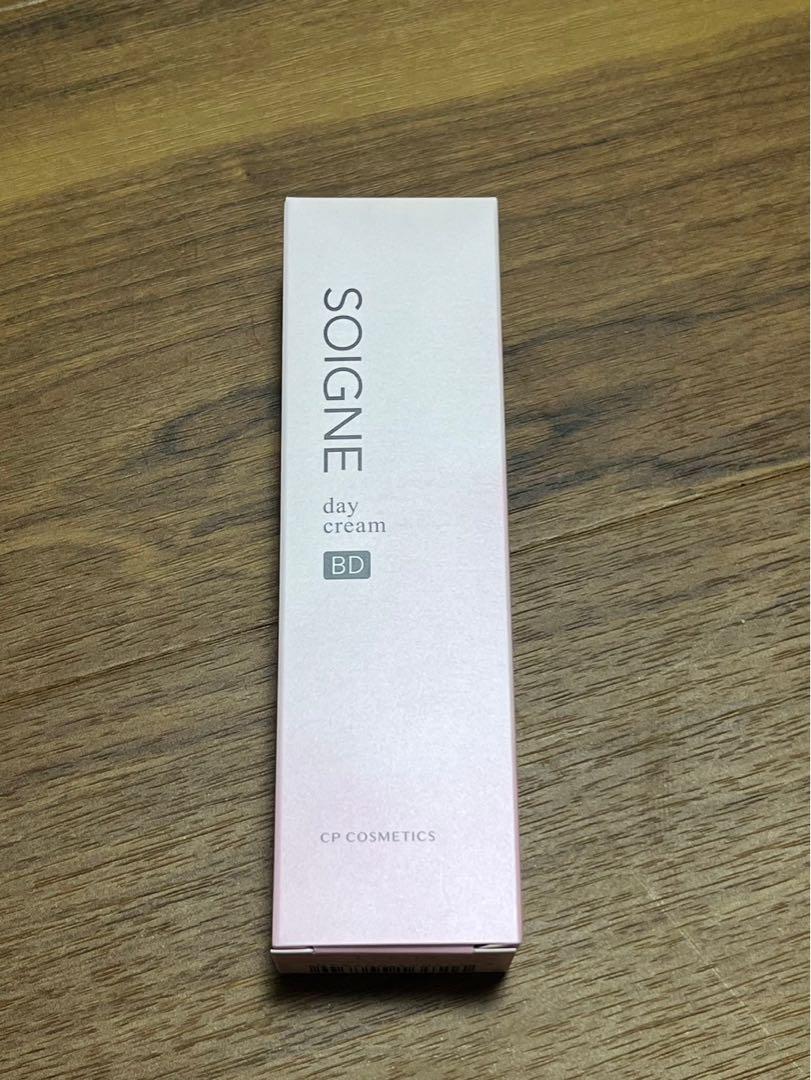 SOIGNE
day
cream
BD
CP COSMETICS